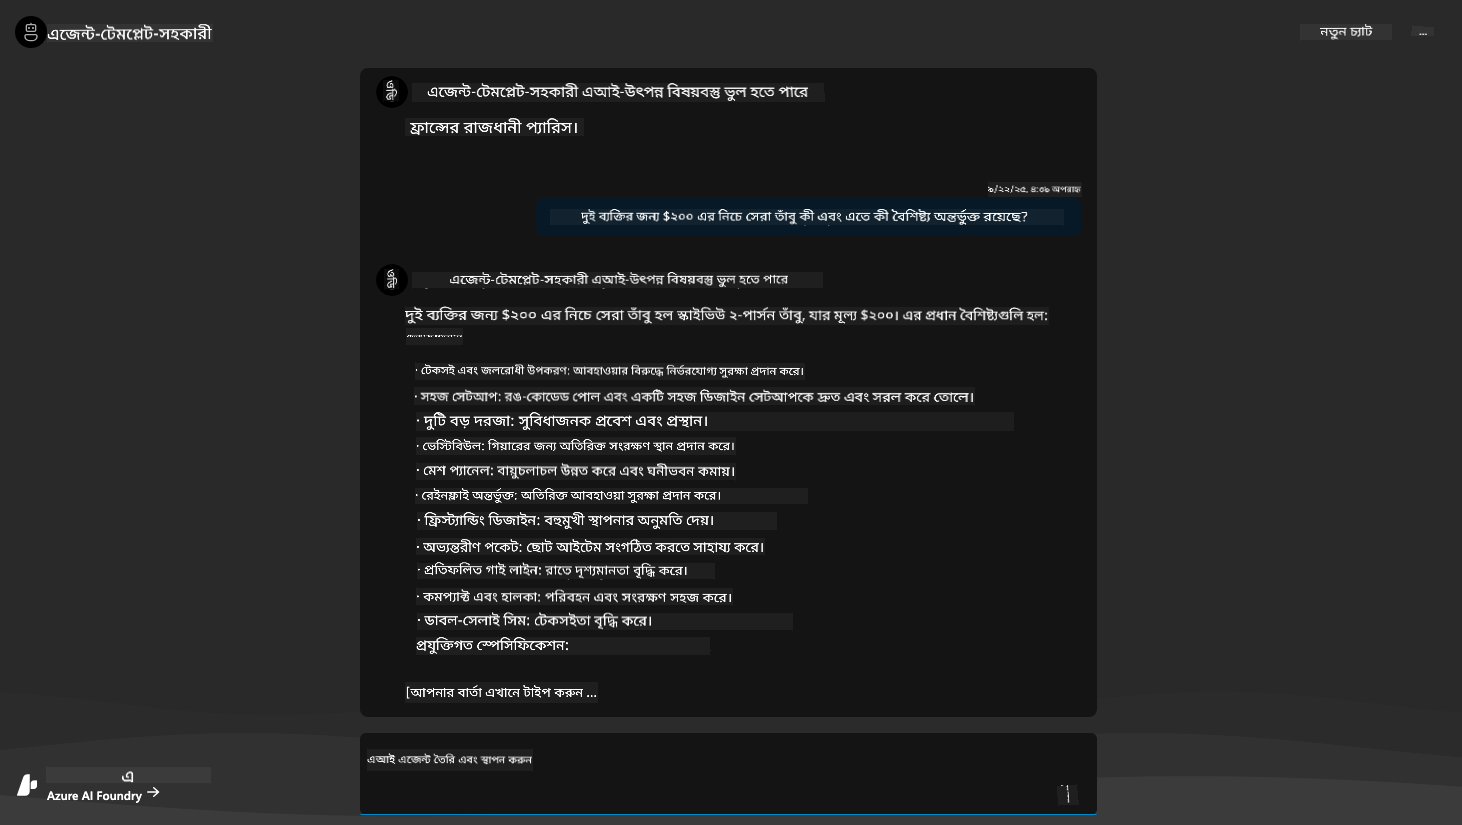 এজেন্ট-টেমপ্লেট-সহকারী
নতুন চ্যাট
...
এজেন্ট-টেমপ্লেট-সহকারী এআই-উৎপন্ন বিষয়বস্তু ভুল হতে পারে
ফ্রান্সের রাজধানী প্যারিস।
৯/২২/২৫, ৪:৩৯ অপরাহ্ন
দুই ব্যক্তির জন্য $২০০ এর নিচে সেরা তাঁবু কী এবং এতে কী বৈশিষ্ট্য অন্তর্ভুক্ত রয়েছে?
এজেন্ট-টেমপ্লেট-সহকারী এআই-উৎপন্ন বিষয়বস্তু ভুল হতে পারে
দুই ব্যক্তির জন্য $২০০ এর নিচে সেরা তাঁবু হল স্কাইভিউ ২-পার্সন তাঁবু, যার মূল্য $২০০। এর প্রধান বৈশিষ্ট্যগুলি হল:
· টেকসই এবং জলরোধী উপকরণ: আবহাওয়ার বিরুদ্ধে নির্ভরযোগ্য সুরক্ষা প্রদান করে।
· সহজ সেটআপ: রঙ-কোডেড পোল এবং একটি সহজ ডিজাইন সেটআপকে দ্রুত এবং সরল করে তোলে।
· দুটি বড় দরজা: সুবিধাজনক প্রবেশ এবং প্রস্থান।
· ভেস্টিবিউল: গিয়ারের জন্য অতিরিক্ত সংরক্ষণ স্থান প্রদান করে।
· মেশ প্যানেল: বায়ুচলাচল উন্নত করে এবং ঘনীভবন কমায়।
· রেইনফ্লাই অন্তর্ভুক্ত: অতিরিক্ত আবহাওয়া সুরক্ষা প্রদান করে।
· ফ্রিস্ট্যান্ডিং ডিজাইন: বহুমুখী স্থাপনার অনুমতি দেয়।
· অভ্যন্তরীণ পকেট: ছোট আইটেম সংগঠিত করতে সাহায্য করে।
· প্রতিফলিত গাই লাইন: রাতে দৃশ্যমানতা বৃদ্ধি করে।
· কমপ্যাক্ট এবং হালকা: পরিবহন এবং সংরক্ষণ সহজ করে।
· ডাবল-সেলাই সিম: টেকসইতা বৃদ্ধি করে।
প্রযুক্তিগত স্পেসিফিকেশন:
[আপনার বার্তা এখানে টাইপ করুন ...
এআই এজেন্ট তৈরি এবং স্থাপন করুন
এ
Azure AI Foundry